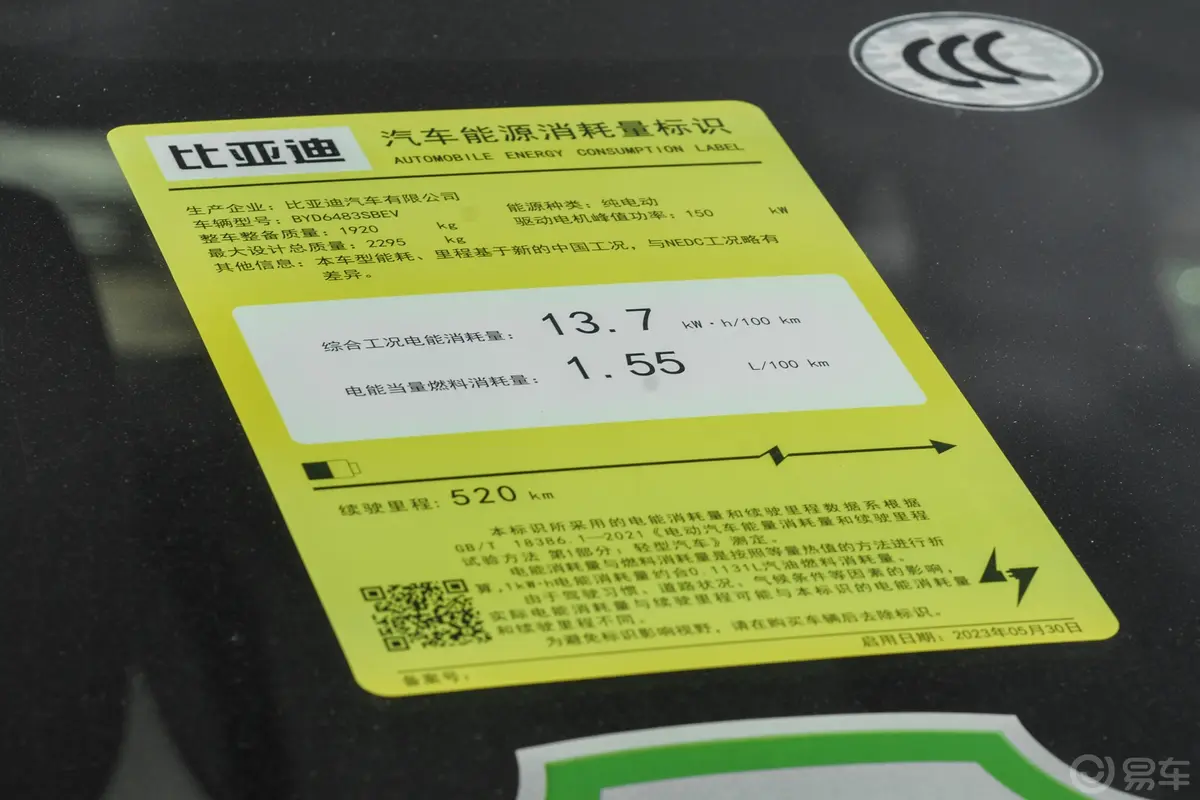 CCC
比亚迪
汽车能源消耗量标识
AUTOMOBILE ENERGY CONSUMPTION LABEL
生产企业：比亚迪汽车有限公司
能源种类：纯电动
车辆型号：BYD6483SBEV
驱动电机峰值功率：150 kW
整车整备质量：1920 kg
最大设计总质量：2295 kg
其他信息：本车型能耗、里程基于新的中国工况，与NEDC工况略有
差异。
综合工况电能消耗量： 13.7 kW·h/100 km
电能当量燃料消耗量： 1.55 L/100 km
续驶里程：520 km
本标识所采用的电能消耗量和续驶里程数据系根据
GB/T 18386.1—2021《电动汽车能量消耗量和续驶里程
试验方法 第1部分：轻型汽车》测定。
电能消耗量与燃料消耗量是按照等量热值的方法进行折
算，1kW·h电能消耗量约合0.1131L汽油燃料消耗量。
由于驾驶习惯、道路状况、气候条件等因素的影响，
实际电能消耗量与续驶里程可能与本标识的电能消耗量
和续驶里程不同。
为避免标识影响视野，请在购买车辆后去除标识。
启用日期：2023年05月30日
备案号：
易车